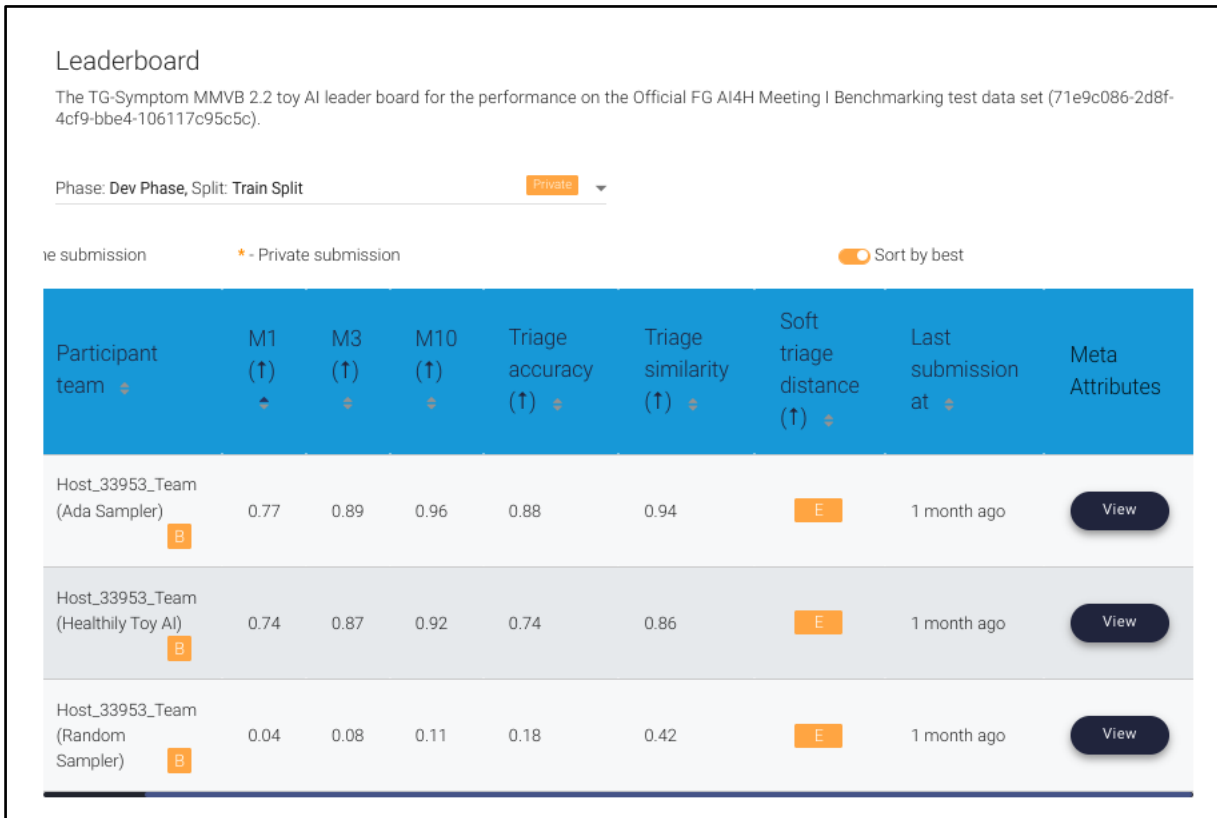 Leaderboard
The TG-Symptom MMVB 2.2 toy AI leader board for the performance on the Official FG AI4H Meeting I Benchmarking test data set (71e9c086-2d8f-
4cf9-bbe4-106117c95c5c).
Phase: Dev Phase, Split: Train Split Private
ne submission * - Private submission Sort by best
Participant team M1 (↑) M3 (↑) M10 (↑) Triage accuracy (↑) Triage similarity (↑) Soft triage distance (↑) Last submission at Meta Attributes
Host_33953_Team
(Ada Sampler) 0.77 0.89 0.96 0.88 0.94 E 1 month ago View
B
Host_33953_Team
(Healthily Toy AI) 0.74 0.87 0.92 0.74 0.86 E 1 month ago View
B
Host_33953_Team
(Random 0.04 0.08 0.11 0.18 0.42 E 1 month ago View
Sampler) B